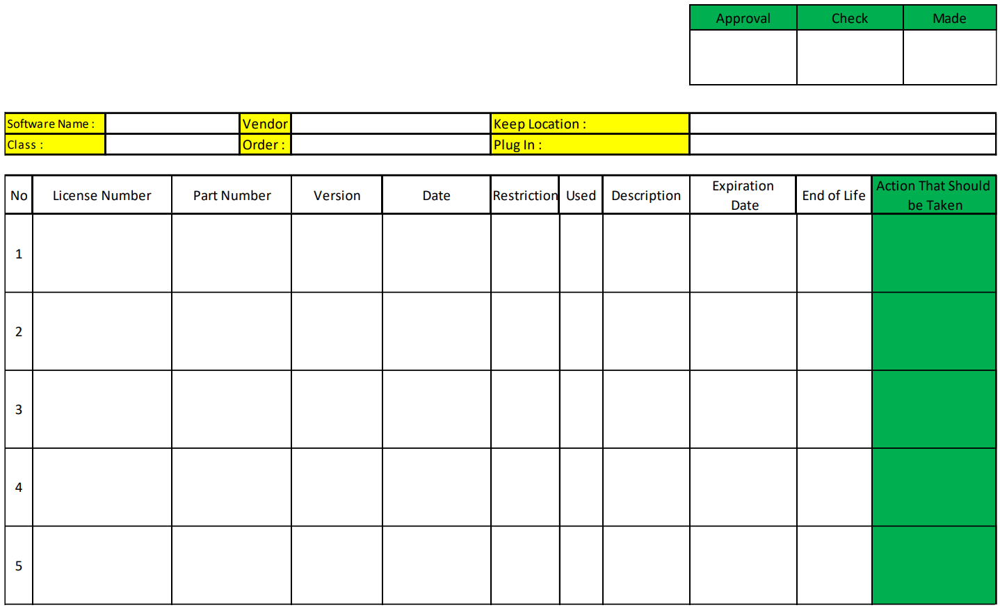 Approval Check Made
Software Name : Vendor Keep Location :
Class : Order : Plug In :
No License Number Part Number Version Date Restriction Used Description Expiration Date End of Life Action That Should be Taken
1
2
3
4
5